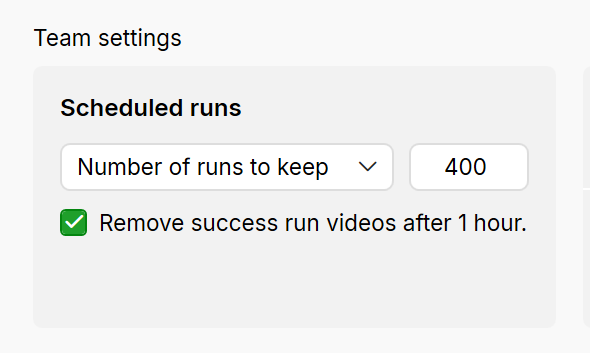 Team settings
Scheduled runs
Number of runs to keep 400
Remove success run videos after 1 hour.